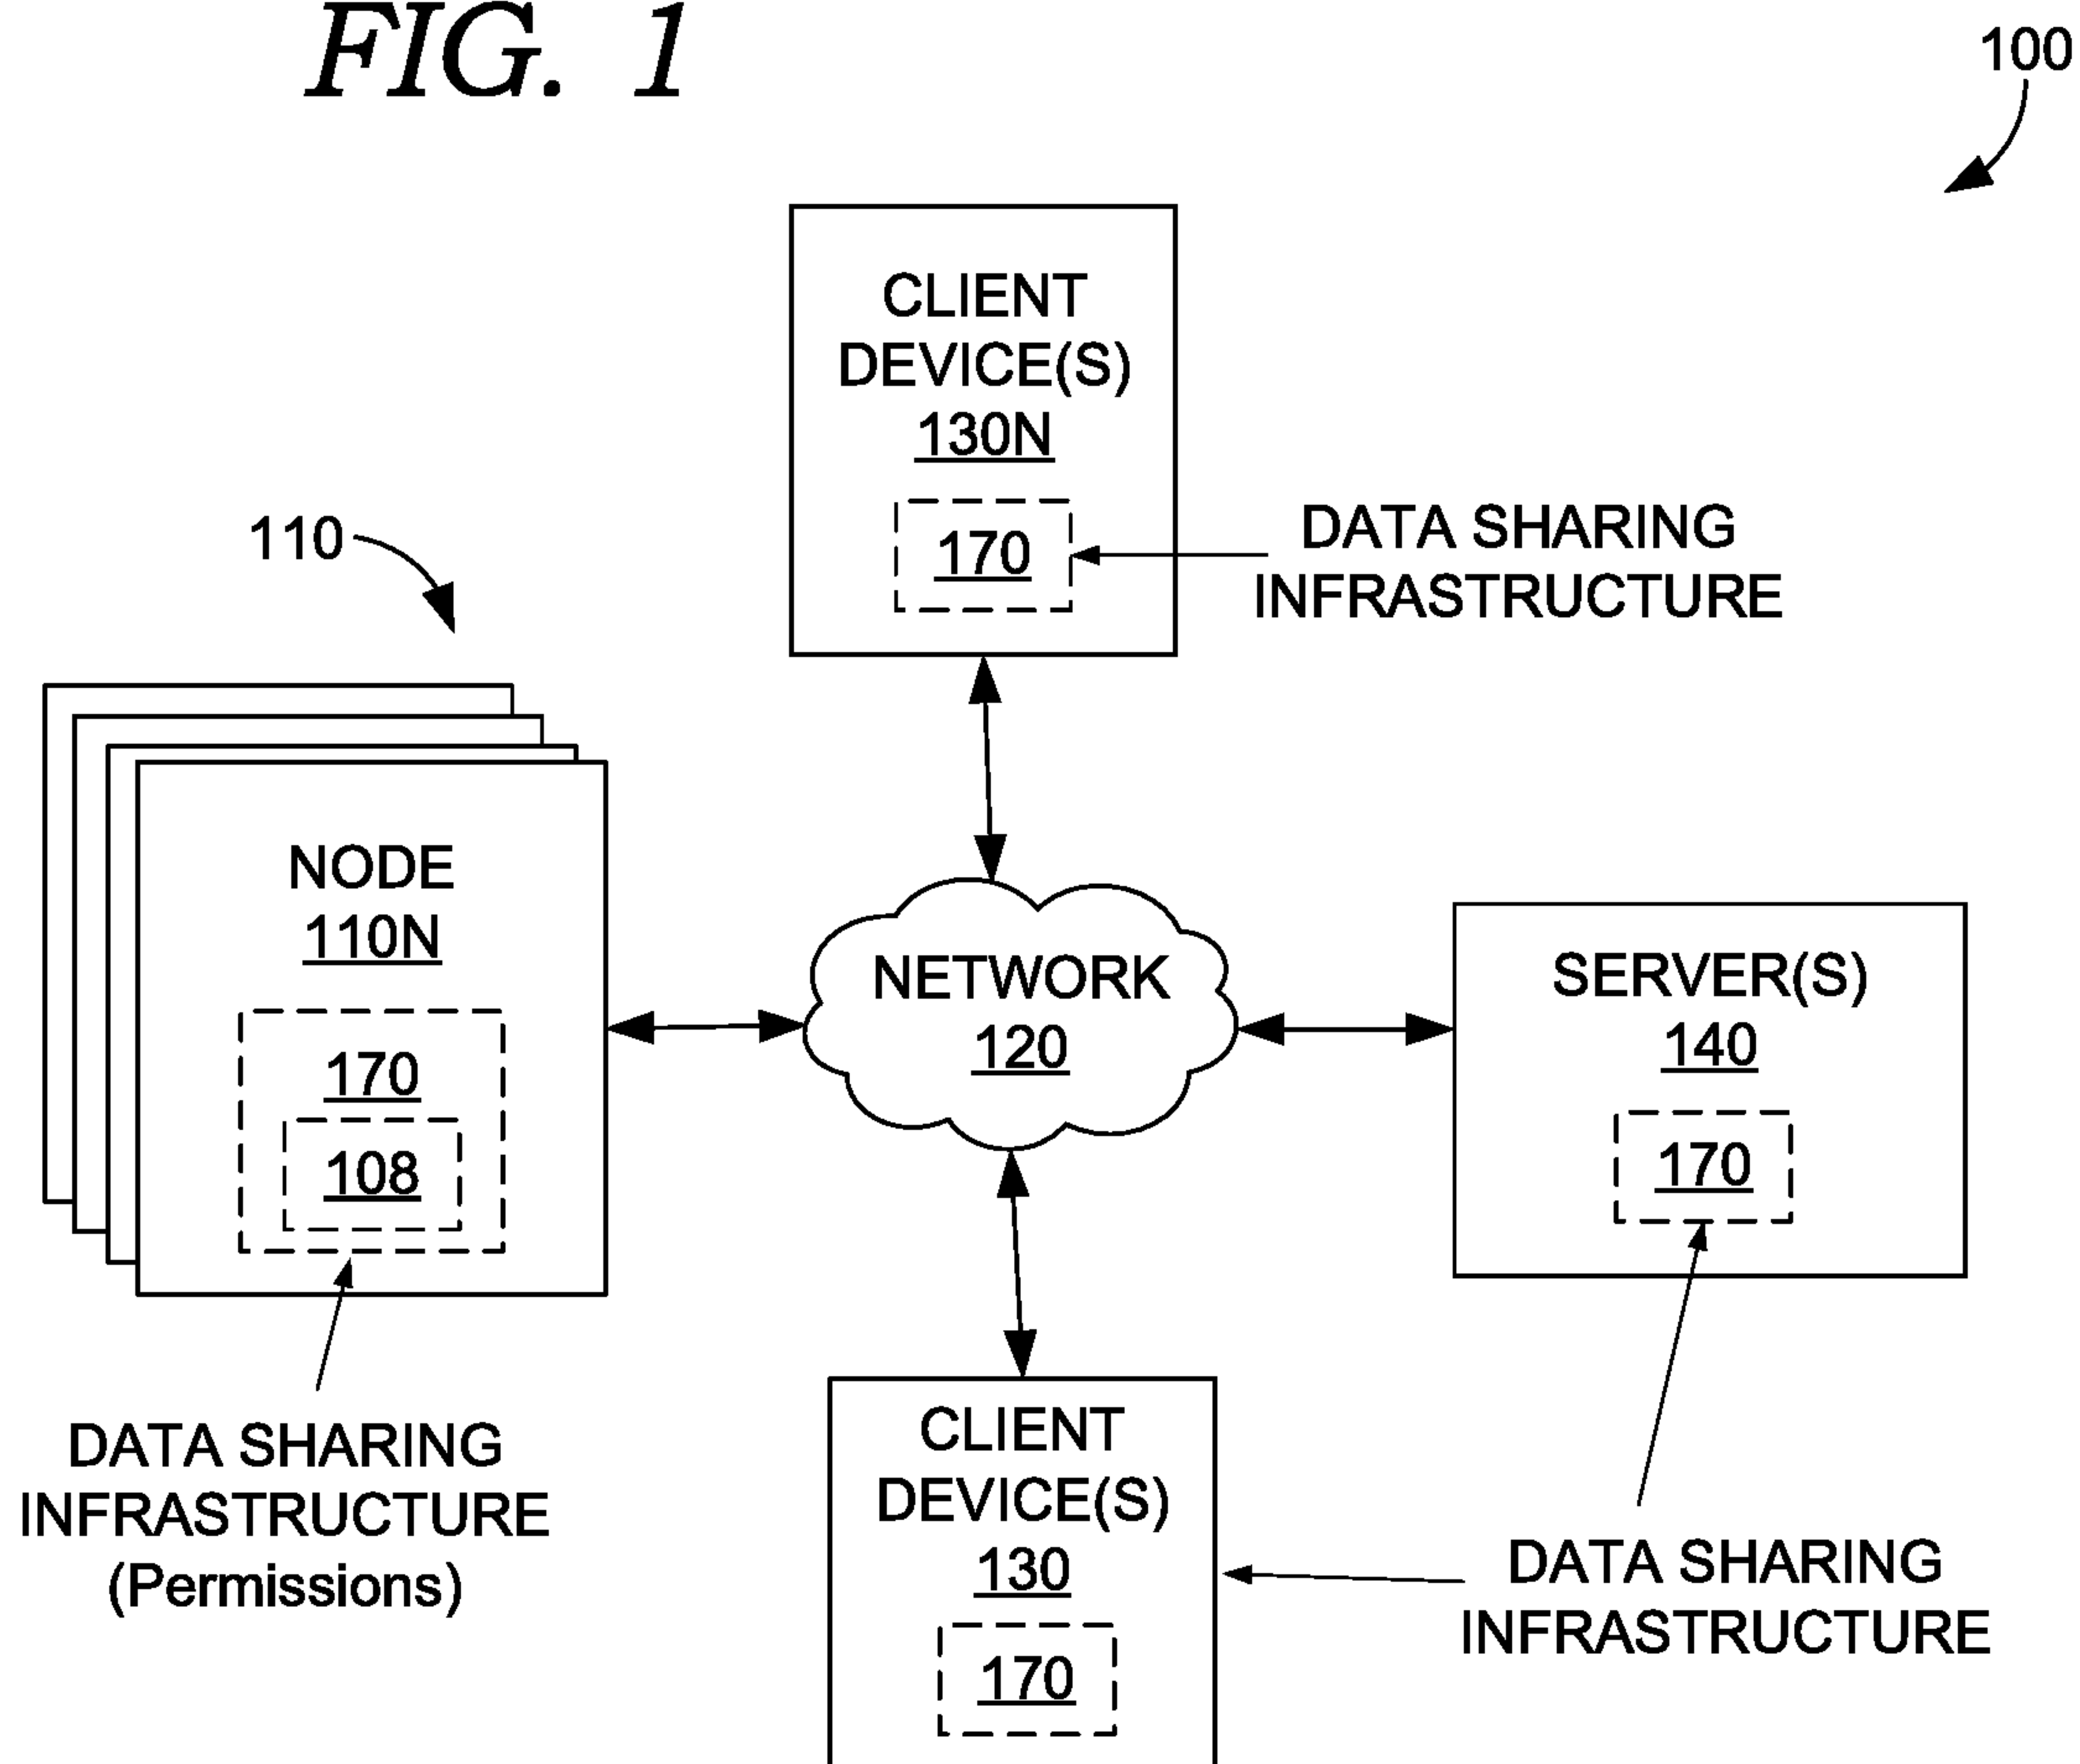 FIG. 1
100
CLIENT
DEVICE(S)
130N
170
DATA SHARING
INFRASTRUCTURE
110
NODE
110N
170
108
NETWORK
120
SERVER(S)
140
170
DATA SHARING
INFRASTRUCTURE
(Permissions)
CLIENT
DEVICE(S)
130
170
DATA SHARING
INFRASTRUCTURE